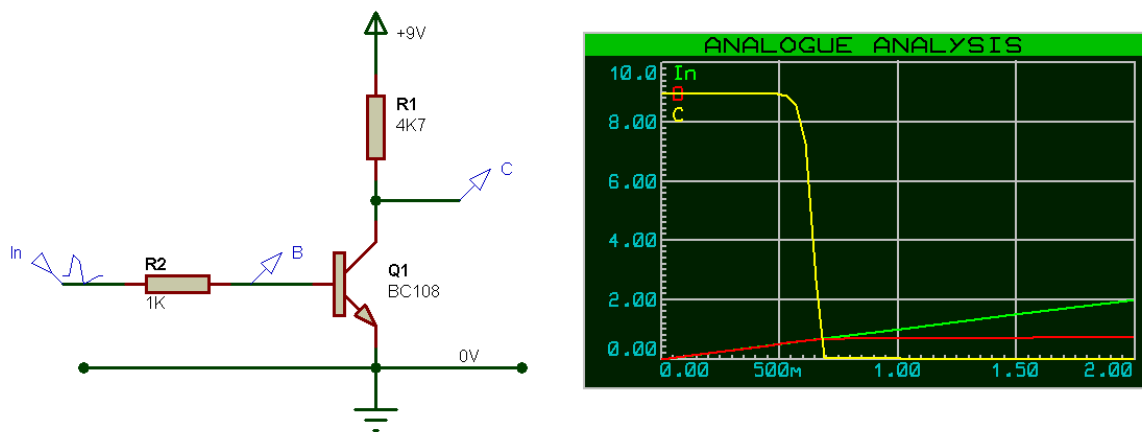 +9V
R1
4K7
C
In
R2
1K
B
Q1
BC108
0V
ANALOGUE ANALYSIS
10.0
In
B
C
8.00
6.00
4.00
2.00
0.00
0.00 500m 1.00 1.50 2.00